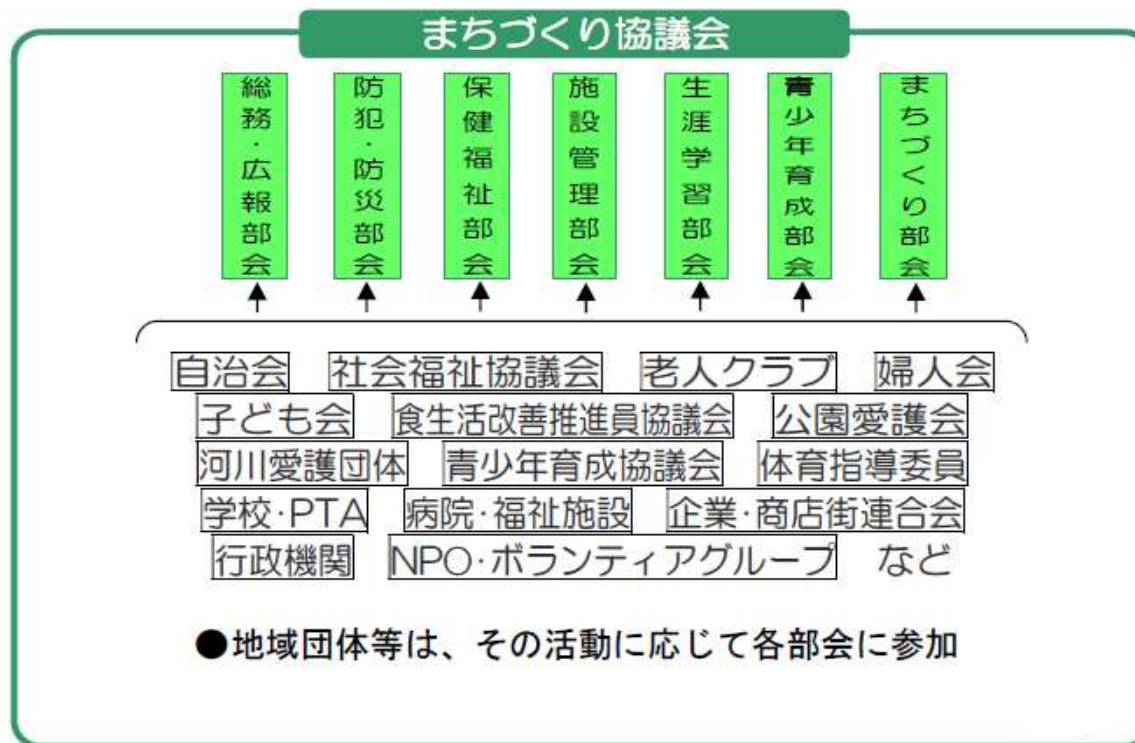 まちづくり協議会
総務・広報部会
防犯・防災部会
保健福祉部会
施設管理部会
生涯学習部会
青少年育成部会
まちづくり部会
自治会 社会福祉協議会 老人クラブ 婦人会
子ども会 食生活改善推進員協議会 公園愛護会
河川愛護団体 青少年育成協議会 体育指導委員
学校・PTA 病院・福祉施設 企業・商店街連合会
行政機関 NPO・ボランティアグループ など
●地域団体等は、その活動に応じて各部会に参加